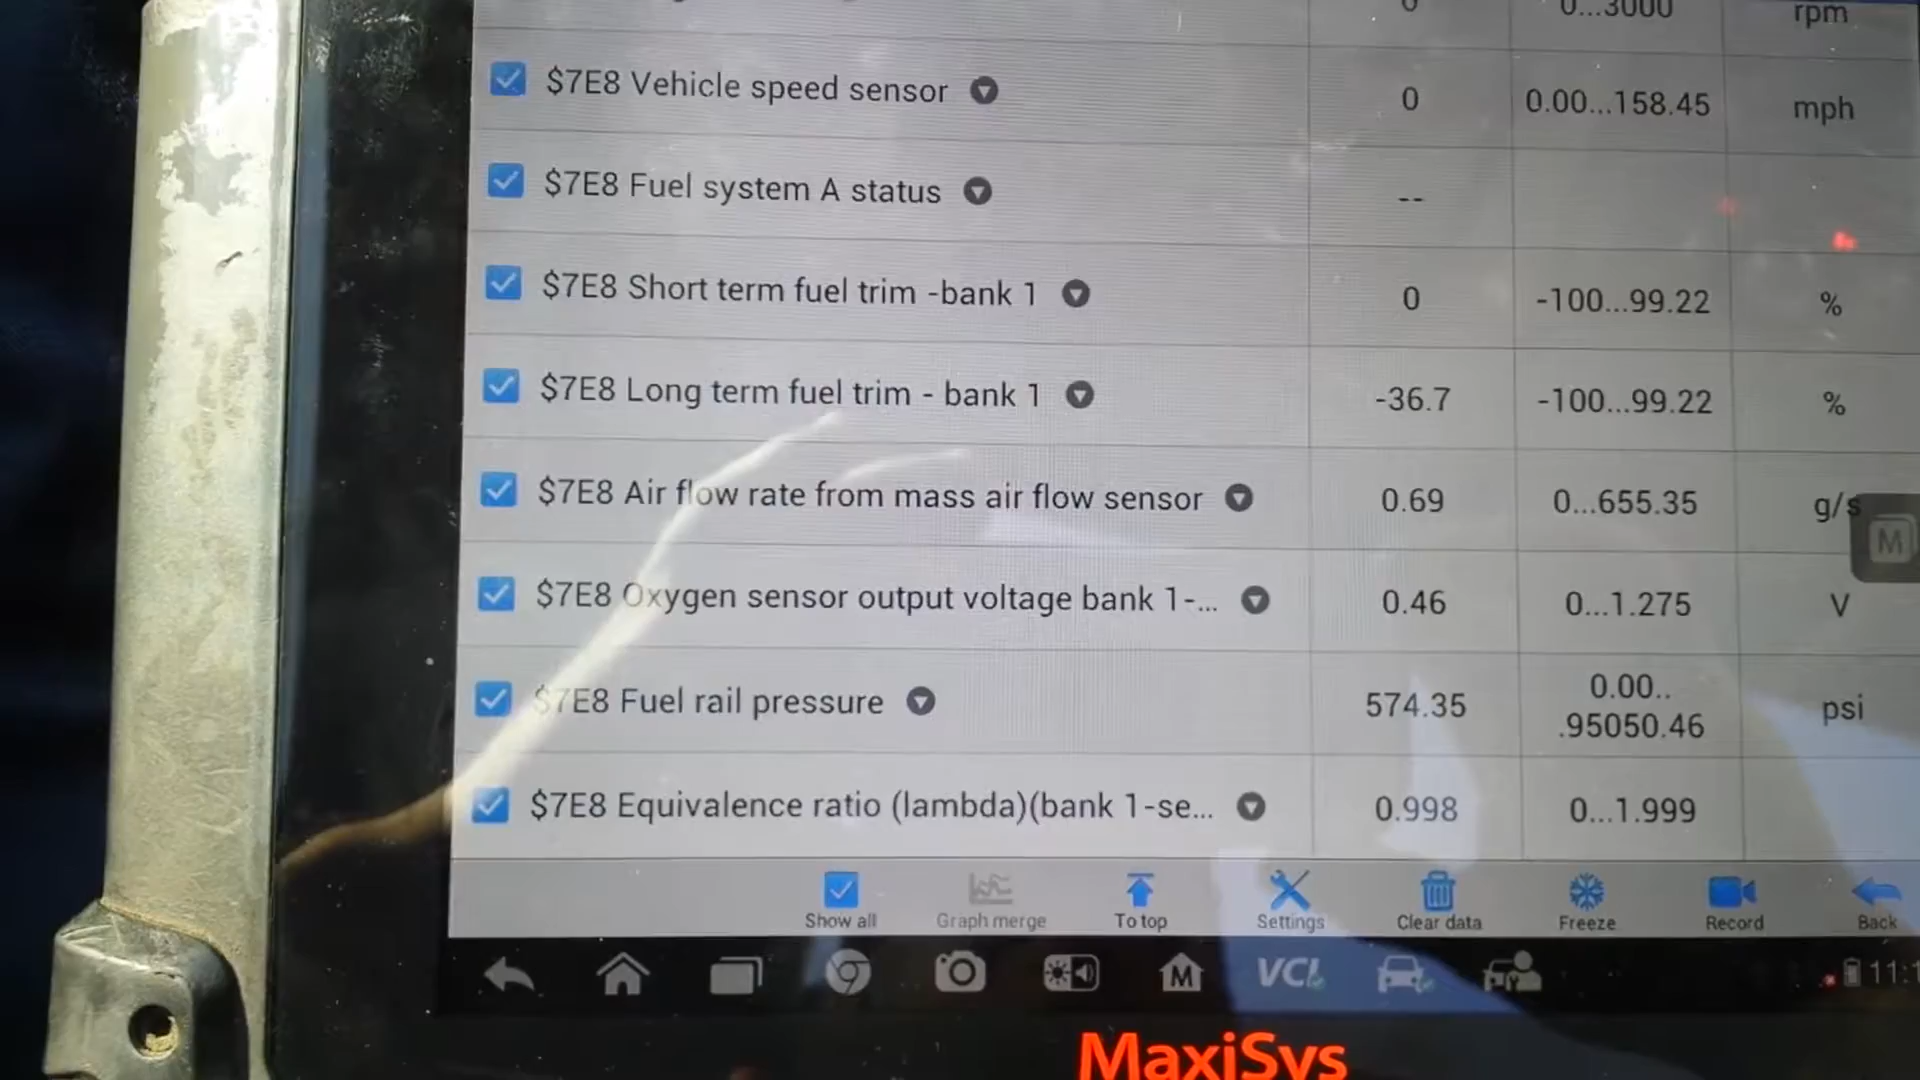 0 0...3000 rpm
$7E8 Vehicle speed sensor 0 0.00...158.45 mph
$7E8 Fuel system A status --
$7E8 Short term fuel trim -bank 1 0 -100...99.22 %
$7E8 Long term fuel trim - bank 1 -36.7 -100...99.22 %
$7E8 Air flow rate from mass air flow sensor 0.69 0...655.35 g/s
M
$7E8 Oxygen sensor output voltage bank 1-... 0.46 0...1.275 V
$7E8 Fuel rail pressure 574.35 0.00.. psi
.95050.46
$7E8 Equivalence ratio (lambda)(bank 1-se... 0.998 0...1.999
Show all Graph merge To top Settings Clear data Freeze Record Back
M VCI
MaxiSys